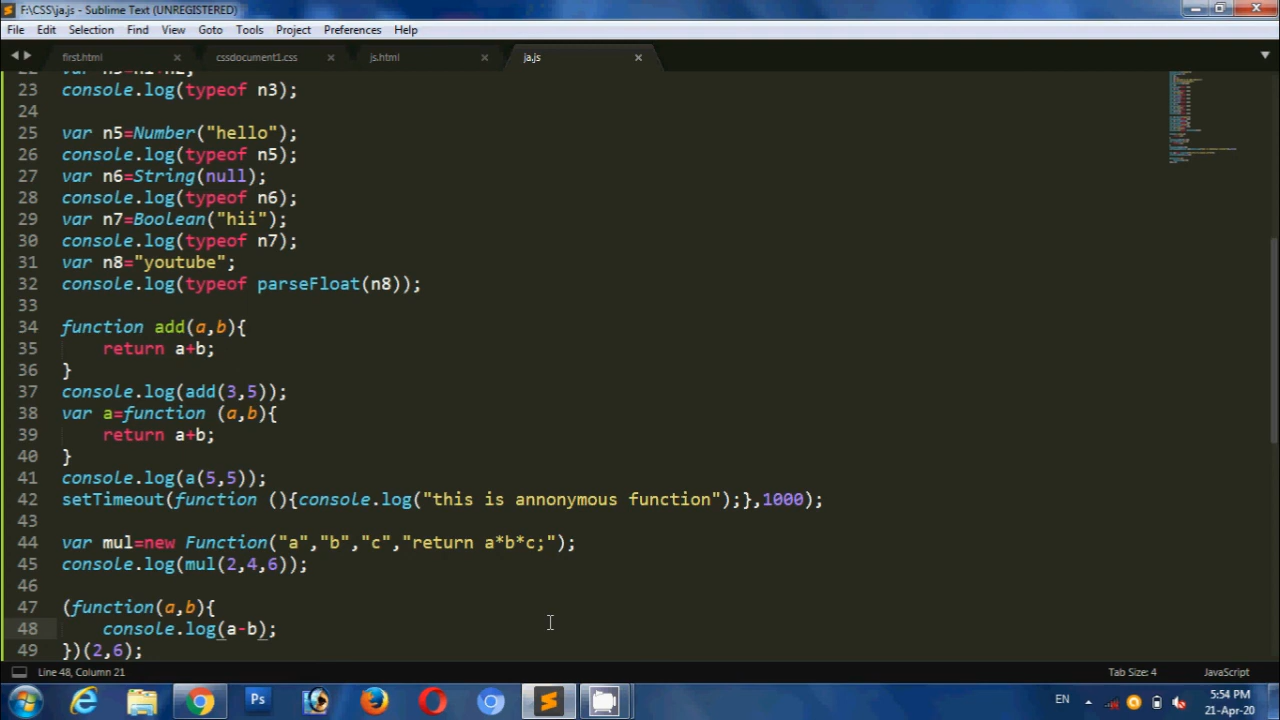 F:\CSS\ja.js - Sublime Text (UNREGISTERED)
File Edit Selection Find View Goto Tools Project Preferences Help
first.html cssdocument1.css js.html ja.js
22 var n3=n1+n2;
23 console.log(typeof n3);
24
25 var n5=Number("hello");
26 console.log(typeof n5);
27 var n6=String(null);
28 console.log(typeof n6);
29 var n7=Boolean("hii");
30 console.log(typeof n7);
31 var n8="youtube";
32 console.log(typeof parseFloat(n8));
33
34 function add(a,b){
35 return a+b;
36 }
37 console.log(add(3,5));
38 var a=function (a,b){
39 return a+b;
40 }
41 console.log(a(5,5));
42 setTimeout(function (){console.log("this is annonymous function");},1000);
43
44 var mul=new Function("a","b","c","return a*b*c;");
45 console.log(mul(2,4,6));
46
47 (function(a,b){
48 console.log(a-b);
49 })(2,6);
Line 48, Column 21 Tab Size: 4 JavaScript
Ps EN 5:54 PM
21-Apr-20